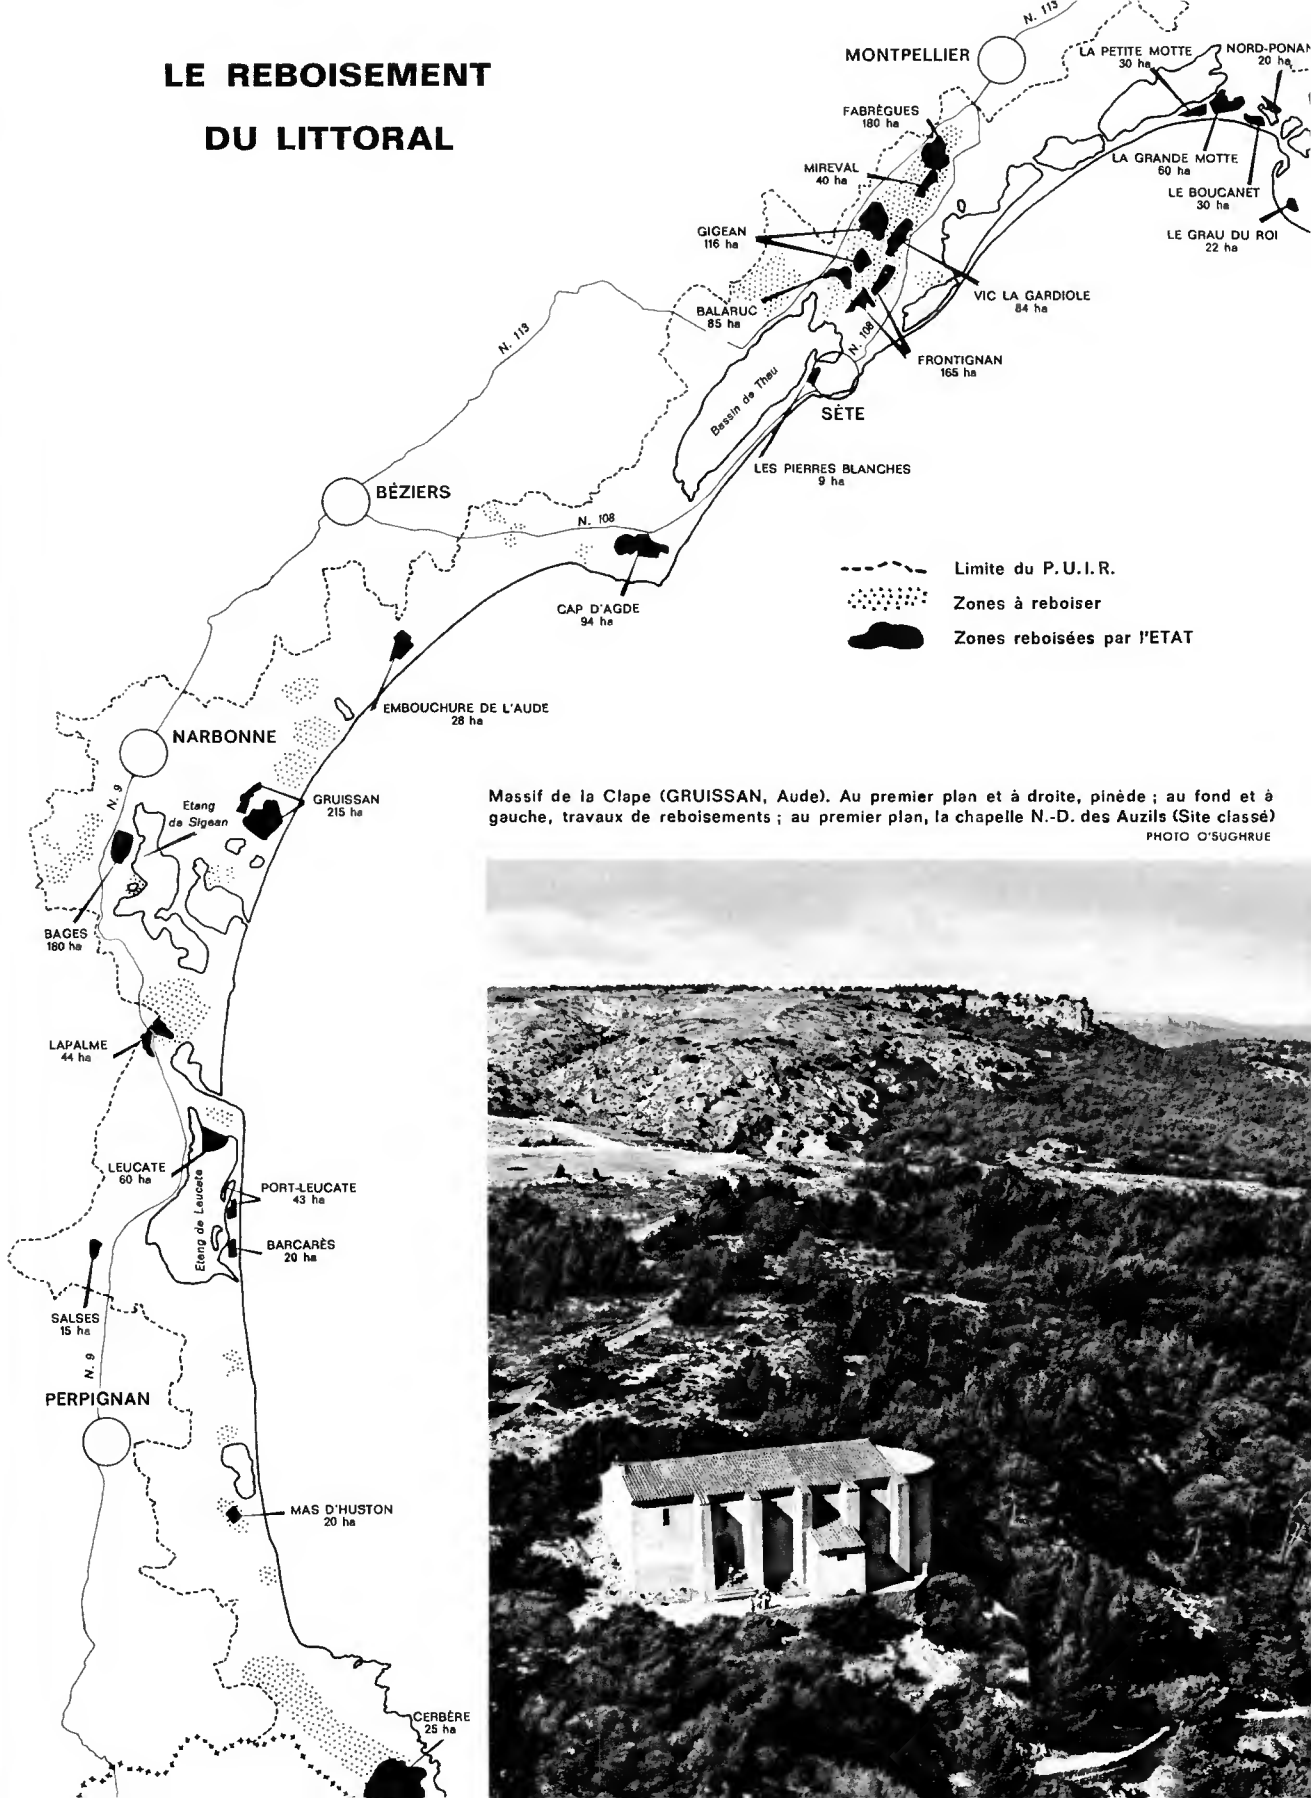 LE REBOISEMENT
DU LITTORAL
N. 113
MONTPELLIER
LA PETITE MOTTE
30 ha
NORD-PONAN
20 ha
FABRÈGUES
180 ha
MIREVAL
40 ha
LA GRANDE MOTTE
60 ha
LE BOUCANET
30 ha
LE GRAU DU ROI
22 ha
GIGEAN
116 ha
VIC LA GARDIOLE
84 ha
BALARUC
85 ha
N. 113
N. 108
FRONTIGNAN
165 ha
Bassin de Thau
SÈTE
LES PIERRES BLANCHES
9 ha
BÉZIERS
N. 108
CAP D'AGDE
94 ha
Limite du P.U.I.R.
Zones à reboiser
Zones reboisées par l'ETAT
EMBOUCHURE DE L'AUDE
28 ha
NARBONNE
N. 9
Etang
de Sigean
GRUISSAN
215 ha
Massif de la Clape (GRUISSAN, Aude). Au premier plan et à droite, pinède ; au fond et à
gauche, travaux de reboisements ; au premier plan, la chapelle N.-D. des Auzils (Site classé)
PHOTO O'SUGHRUE
BAGES
180 ha
LAPALME
44 ha
LEUCATE
60 ha
Etang de Leucate
PORT-LEUCATE
43 ha
BARCARÈS
20 ha
SALSES
15 ha
N. 9
PERPIGNAN
MAS D'HUSTON
20 ha
CERBÈRE
25 ha